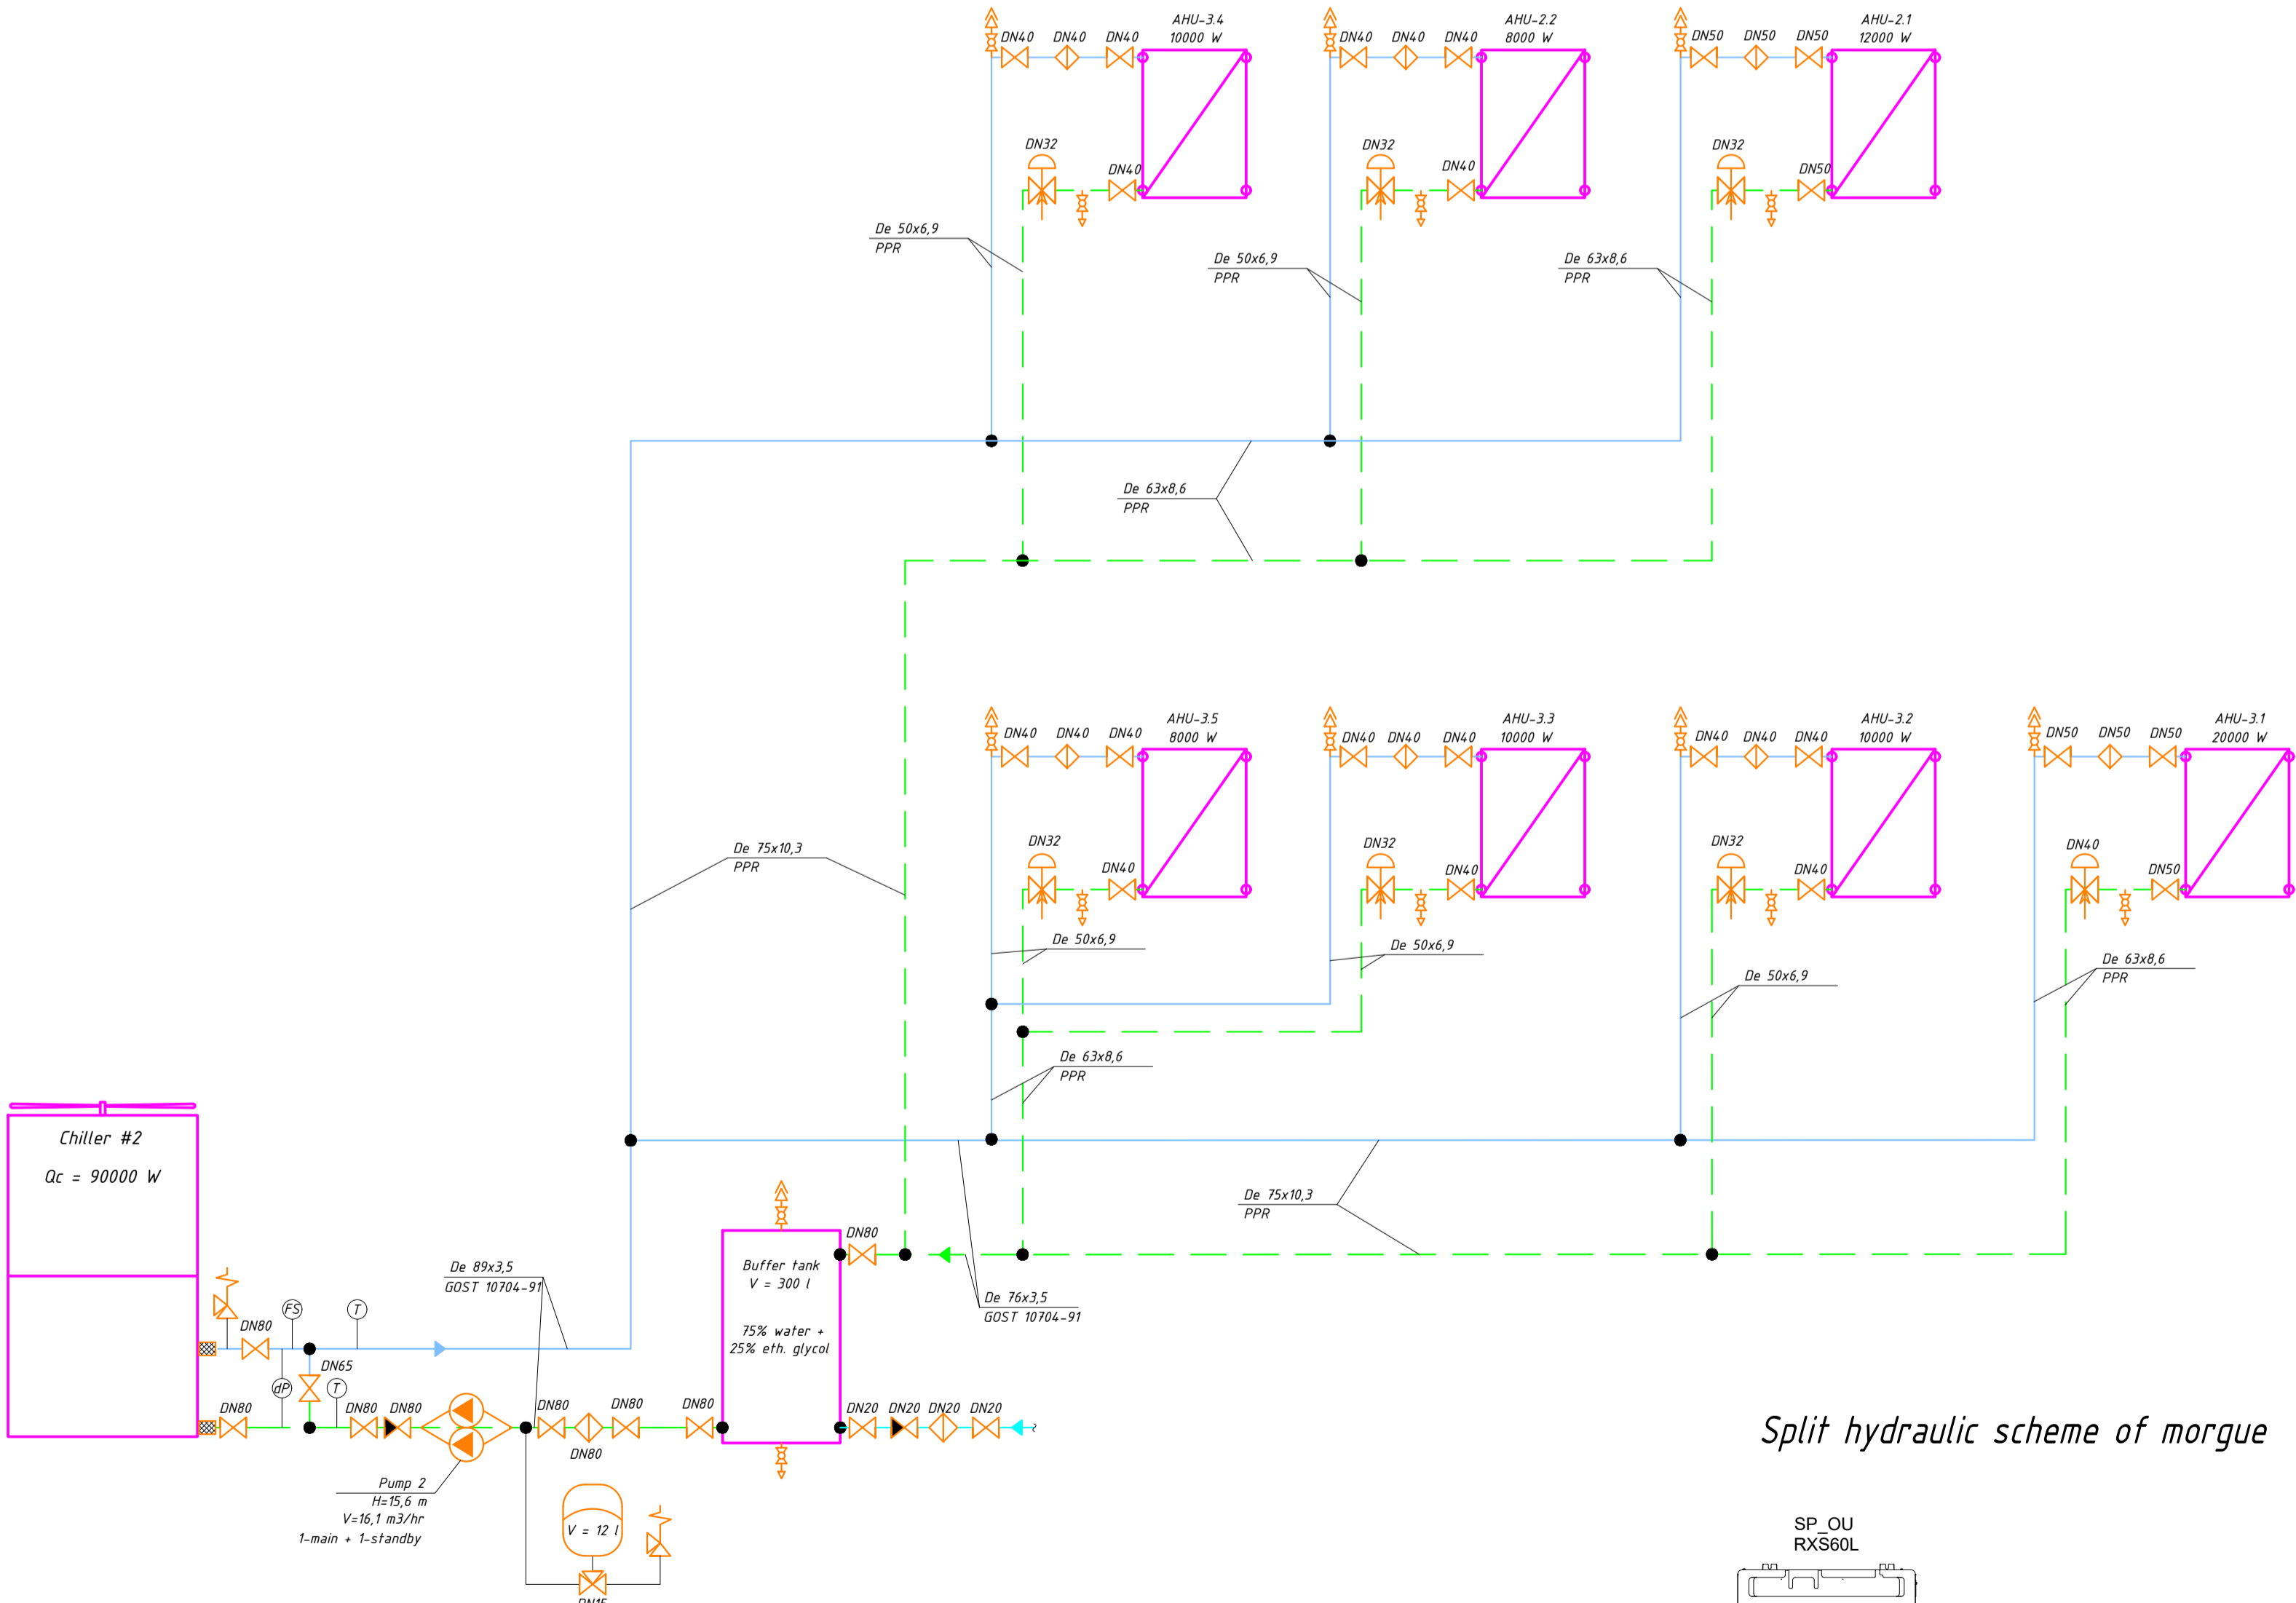 AHU-3.4
10000 W
DN40 DN40 DN40
DN32
DN40
De 50x6,9
PPR
AHU-2.2
8000 W
DN40 DN40 DN40
DN32
DN40
De 50x6,9
PPR
AHU-2.1
12000 W
DN50 DN50 DN50
DN32
DN50
De 63x8,6
PPR
De 63x8,6
PPR
AHU-3.5
8000 W
DN40 DN40 DN40
DN32
DN40
De 50x6,9
AHU-3.3
10000 W
DN40 DN40 DN40
DN32
DN40
De 50x6,9
AHU-3.2
10000 W
DN40 DN40 DN40
DN32
DN40
De 50x6,9
AHU-3.1
20000 W
DN50 DN50 DN50
DN40
DN50
De 63x8,6
PPR
De 75x10,3
PPR
De 63x8,6
PPR
De 75x10,3
PPR
De 76x3,5
GOST 10704-91
Chiller #2
Qc = 90000 W
De 89x3,5
GOST 10704-91
DN80
FS
T
dP
DN65
T
DN80
DN80 DN80
DN80 DN80 DN80
DN80
Pump 2
H=15,6 m
V=16,1 m3/hr
1-main + 1-standby
V = 12 l
DN15
Buffer tank
V = 300 l
75% water +
25% eth. glycol
DN80
DN20 DN20 DN20 DN20
Split hydraulic scheme of morgue
SP_OU
RXS60L